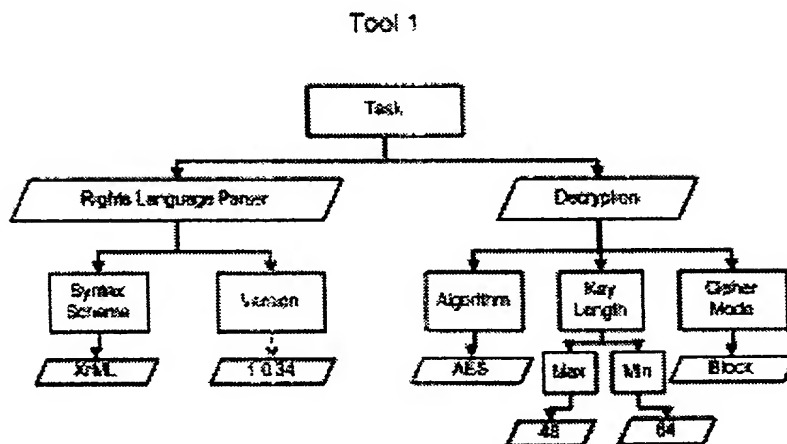 Tool 1
Task
Rights Language Parser
Decryption
Syntax
Scheme
Version
Algorithm
Key
Length
Cipher
Mode
XrML
1.0.34
AES
Max
Min
Block
48
64